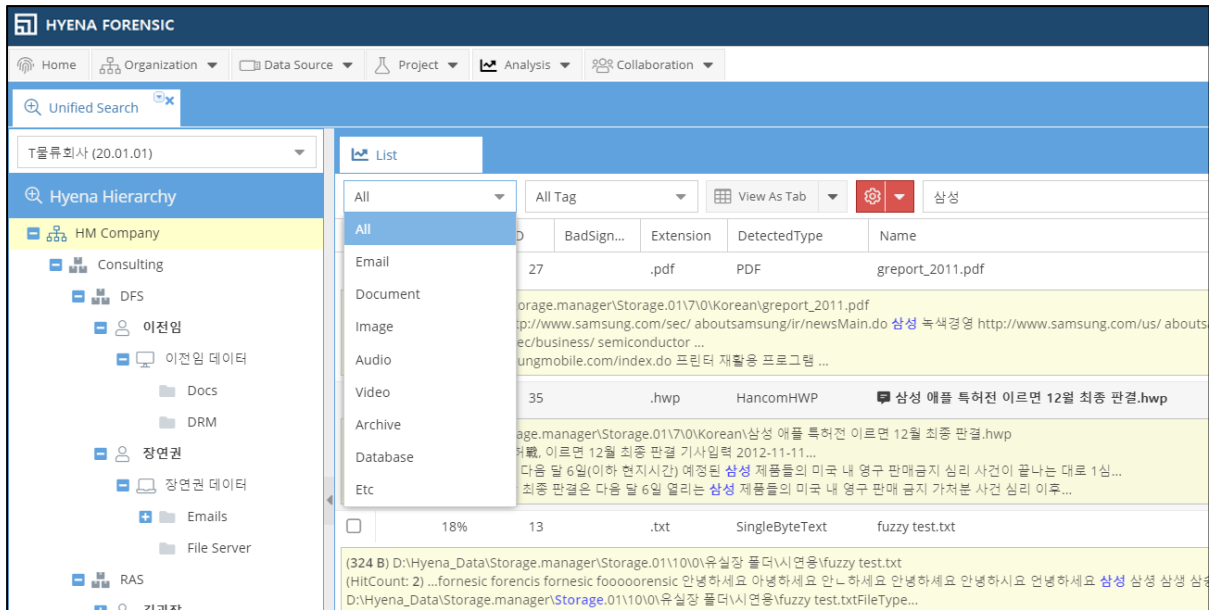 HYENA FORENSIC
Home Organization Data Source Project Analysis Collaboration
Unified Search
T물류회사 (20.01.01)
List
Hyena Hierarchy
All All Tag View As Tab 삼성
HM Company
Consulting
DFS
이전임
이전임 데이터
Docs
DRM
장연권
장연권 데이터
Emails
File Server
RAS
All
Email
Document
Image
Audio
Video
Archive
Database
Etc
BadSign... Extension DetectedType Name
27 .pdf PDF greport_2011.pdf
orage.manager\Storage.01\7\0\Korean\greport_2011.pdf
tp://www.samsung.com/sec/ aboutsamsung/ir/newsMain.do 삼성 녹색경영 http://www.samsung.com/us/ abouts
ec/business/ semiconductor ...
ungmobile.com/index.do 프린터 재활용 프로그램 ...
35 .hwp HancomHWP 삼성 애플 특허전 이르면 12월 최종 판결.hwp
age.manager\Storage.01\7\0\Korean\삼성 애플 특허전 이르면 12월 최종 판결.hwp
허戰, 이르면 12월 최종 판결 기사입력 2012-11-11...
다음 달 6일(이하 현지시간) 예정된 삼성 제품들의 미국 내 영구 판매금지 심리 사건이 끝나는 대로 1심...
최종 판결은 다음 달 6일 열리는 삼성 제품들의 미국 내 영구 판매 금지 가처분 사건 심리 이후...
18% 13 .txt SingleByteText fuzzy test.txt
(324 B) D:\Hyena_Data\Storage.manager\Storage.01\10\0\유실장 폴더\시연용\fuzzy test.txt
(HitCount: 2) ...fornesic forencis fornesic fooooorensic 안녕하세요 아녕하세요 안ㄴ하세요 안녕하셰요 안녕하시요 언녕하세요 삼성 삼셩 삼생
D:\Hyena_Data\Storage.manager\Storage.01\10\0\유실장 폴더\시연용\fuzzy test.txtFileType...